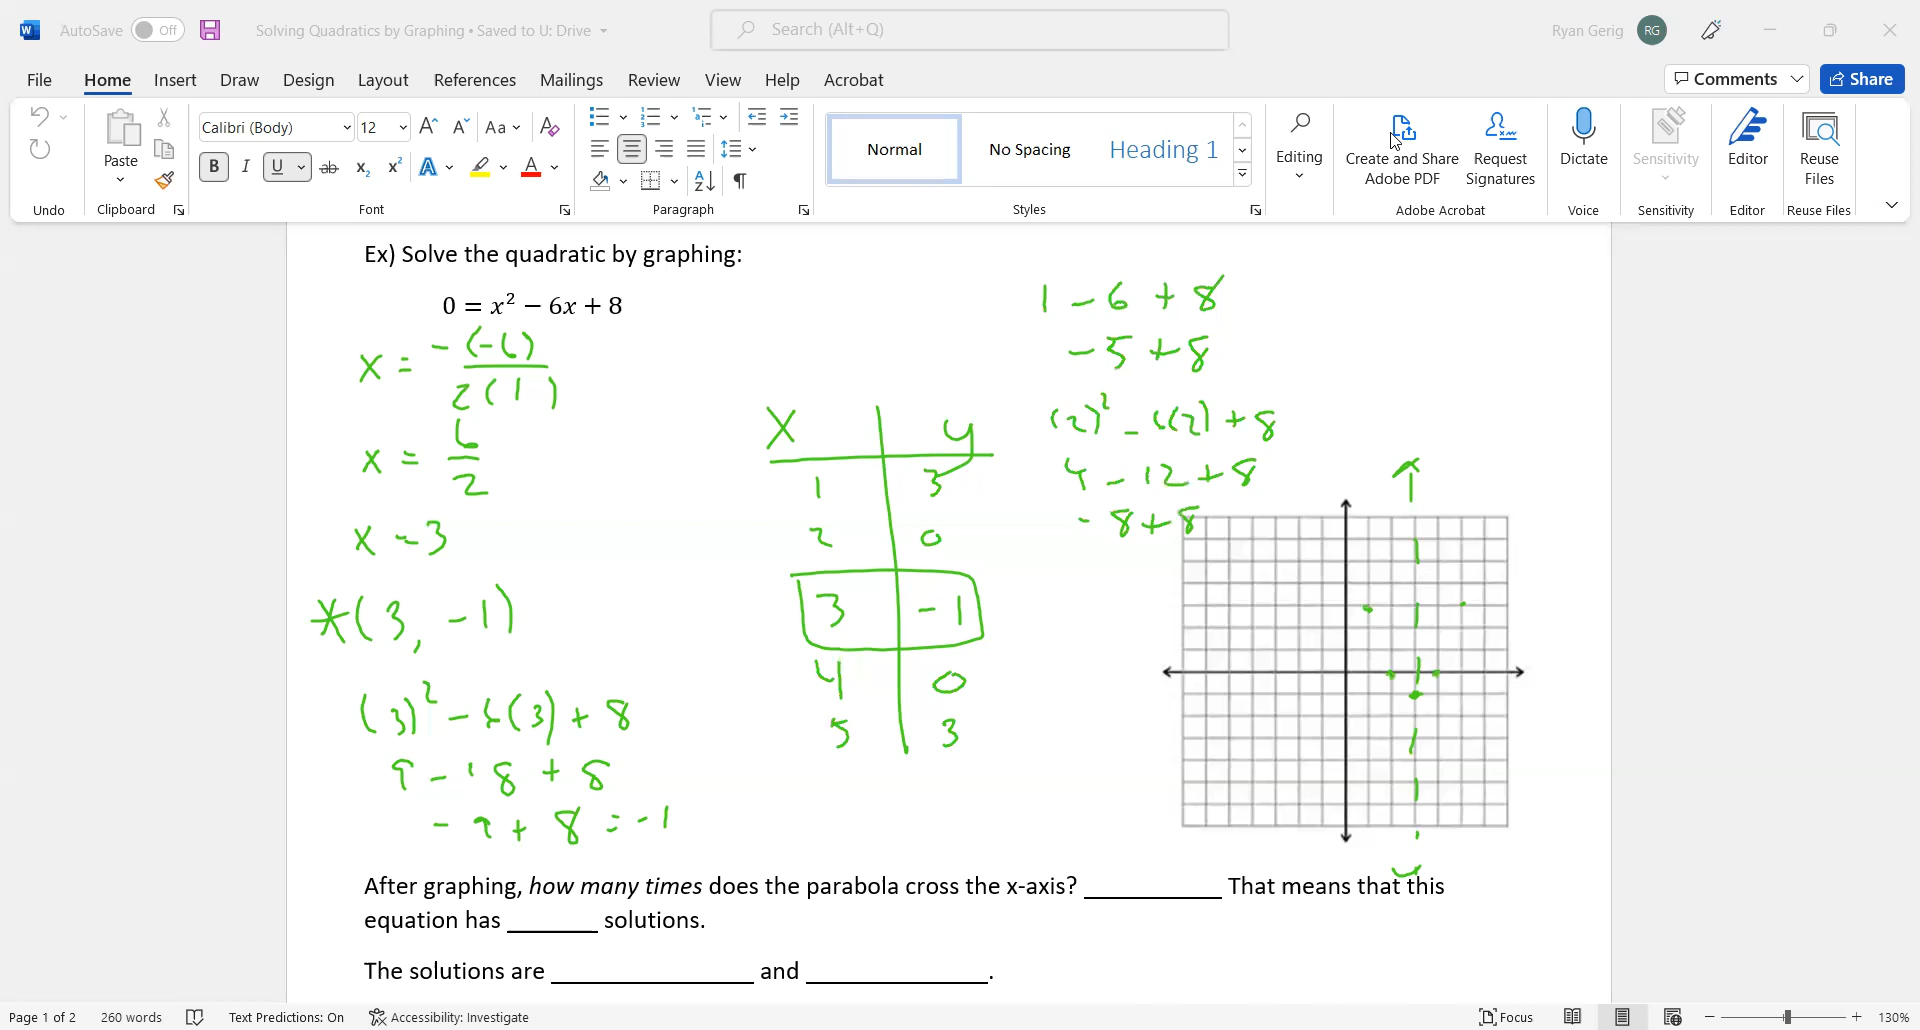 AutoSave Off Solving Quadratics by Graphing • Saved to U: Drive Search (Alt+Q) Ryan Gerig RG
File Home Insert Draw Design Layout References Mailings Review View Help Acrobat Comments Share
Paste
Calibri (Body) 12 Aa
B I U ab x₂ x² A A
Normal No Spacing Heading 1
Editing
Create and Share Adobe PDF
Request Signatures
Dictate
Sensitivity
Editor
Reuse Files
Undo Clipboard Font Paragraph Styles Adobe Acrobat Voice Sensitivity Editor Reuse Files
Ex) Solve the quadratic by graphing:
0 = x² − 6x + 8
x = -(-6) / 2(1)
x = 6/2
x = 3
*(3, -1)
(3)² - 6(3) + 8
9 - 18 + 8
-9 + 8 = -1
X y
1 3
2 0
3 -1
4 0
5 3
1 - 6 + 8
-5 + 8
(2)² - 6(2) + 8
4 - 12 + 8
-8 + 8
After graphing, how many times does the parabola cross the x-axis? __________ That means that this
equation has _______ solutions.
The solutions are _______________ and _____________.
Page 1 of 2 260 words Text Predictions: On Accessibility: Investigate Focus 130%